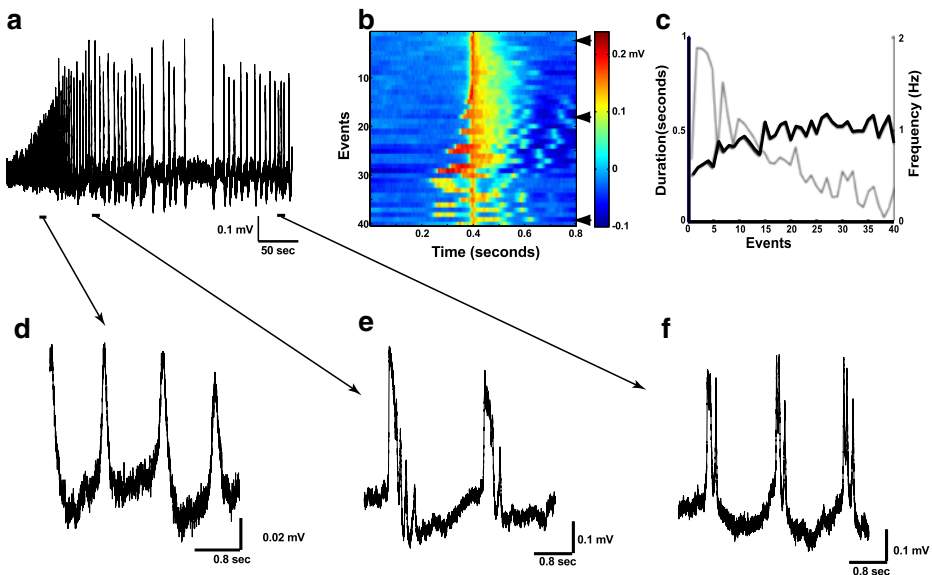 a
0.1 mV
50 sec
b
Events
10
20
30
40
0.2
0.4
0.6
0.8
Time (seconds)
0.2 mV
0.1
0
-0.1
c
Duration(seconds)
1
0.5
0
0
5
10
15
20
25
30
35
40
Events
2
1
0
Frequency (Hz)
d
0.02 mV
0.8 sec
e
0.1 mV
0.8 sec
f
0.1 mV
0.8 sec